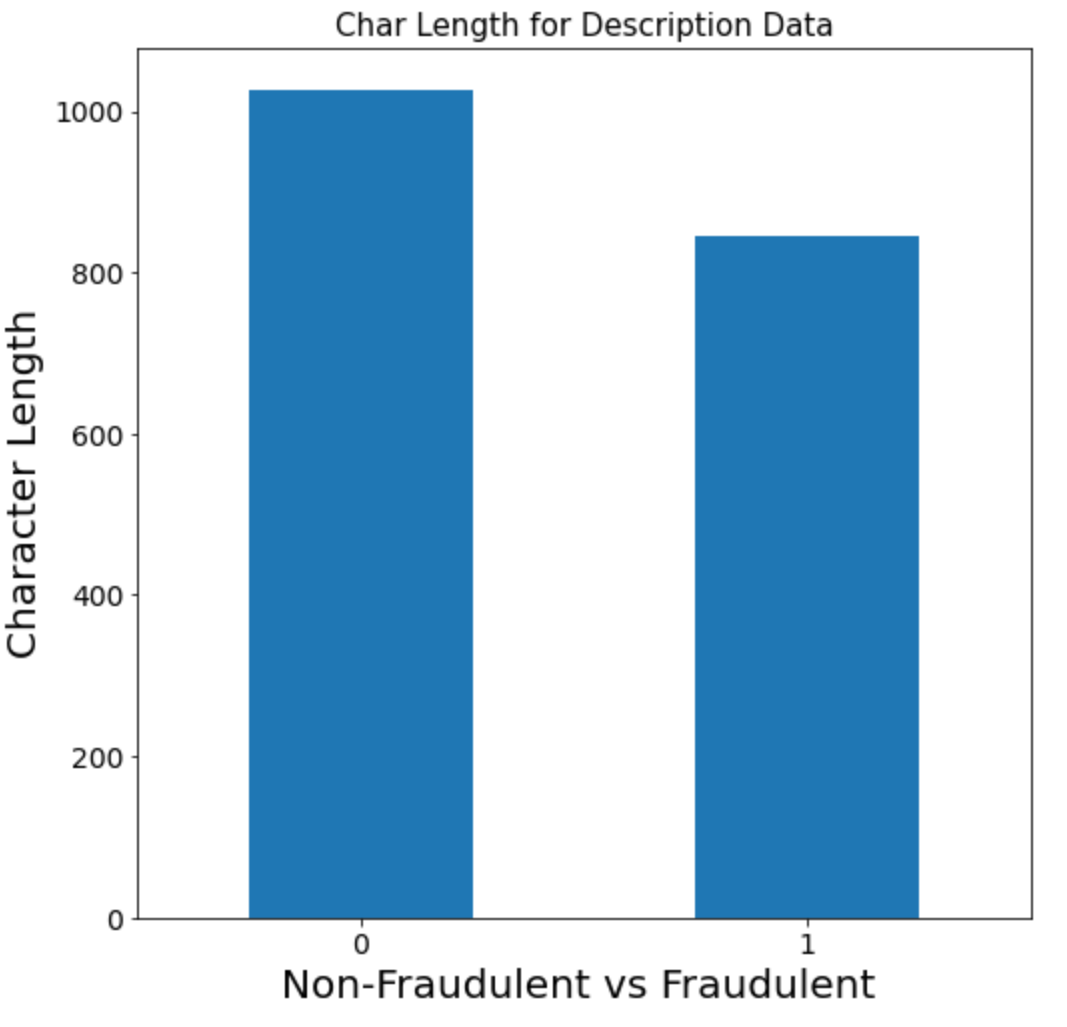 Char Length for Description Data
Character Length
1000
800
600
400
200
0
0 1
Non-Fraudulent vs Fraudulent